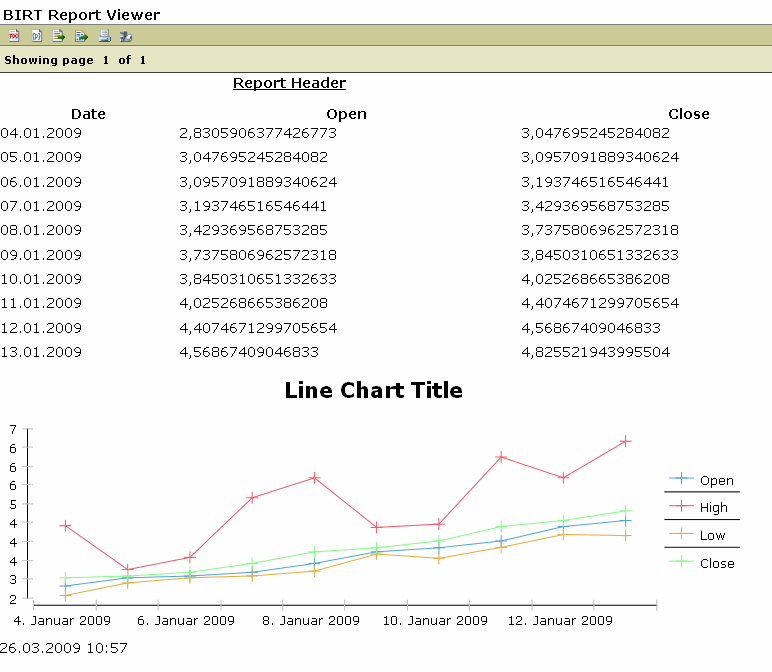 BIRT Report Viewer
Showing page 1 of 1
Report Header
Date Open Close
04.01.2009 2,8305906377426773 3,047695245284082
05.01.2009 3,047695245284082 3,0957091889340624
06.01.2009 3,0957091889340624 3,193746516546441
07.01.2009 3,193746516546441 3,429369568753285
08.01.2009 3,429369568753285 3,7375806962572318
09.01.2009 3,7375806962572318 3,8450310651332633
10.01.2009 3,8450310651332633 4,025268665386208
11.01.2009 4,025268665386208 4,4074671299705654
12.01.2009 4,4074671299705654 4,56867409046833
13.01.2009 4,56867409046833 4,825521943995504
Line Chart Title
7
6
6
6
5
4
4
4
3
2
4. Januar 2009 6. Januar 2009 8. Januar 2009 10. Januar 2009 12. Januar 2009
Open
High
Low
Close
26.03.2009 10:57